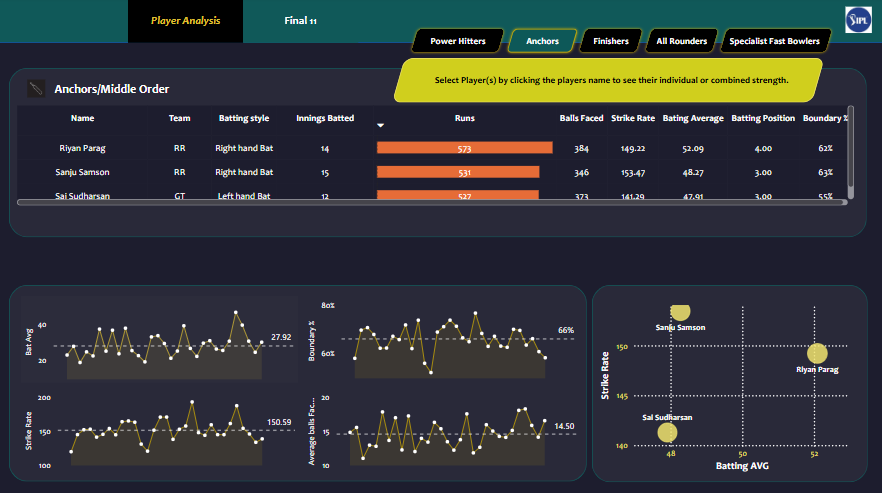 Player Analysis
Final 11
IPL
Power Hitters
Anchors
Finishers
All Rounders
Specialist Fast Bowlers
Select Player(s) by clicking the players name to see their individual or combined strength.
Anchors/Middle Order
Name Team Batting style Innings Batted Runs Balls Faced Strike Rate Bating Average Batting Position Boundary %
Riyan Parag RR Right hand Bat 14 573 384 149.22 52.09 4.00 62%
Sanju Samson RR Right hand Bat 15 531 346 153.47 48.27 3.00 63%
Sai Sudharsan GT Left hand Bat 12 527 373 141.29 47.91 3.00 55%
Bat Avg
40
20
27.92
Boundary %
80%
60%
66%
Strike Rate
200
150
100
150.59
Average balls Fac...
20
15
10
14.50
Strike Rate
150
145
140
Sanju Samson
Riyan Parag
Sai Sudharsan
48 50 52
Batting AVG